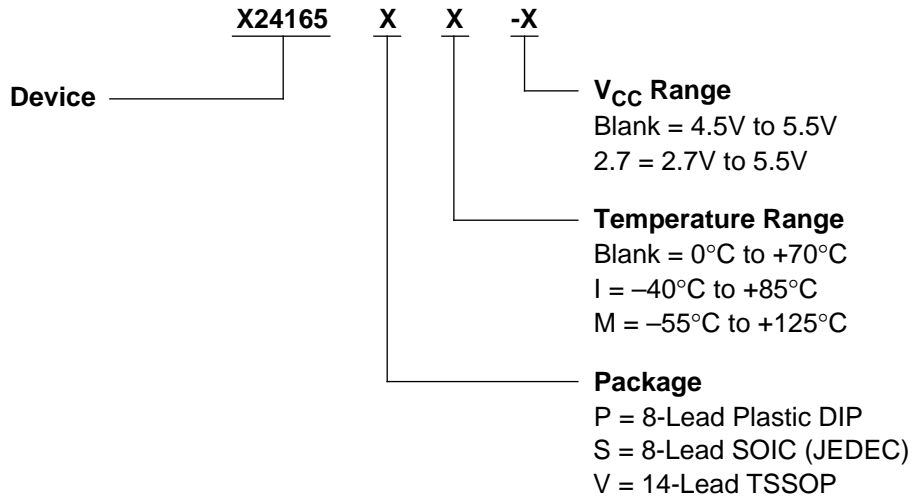 X24165 X X -X
Device
VCC Range
Blank = 4.5V to 5.5V
2.7 = 2.7V to 5.5V
Temperature Range
Blank = 0°C to +70°C
I = –40°C to +85°C
M = –55°C to +125°C
Package
P = 8-Lead Plastic DIP
S = 8-Lead SOIC (JEDEC)
V = 14-Lead TSSOP